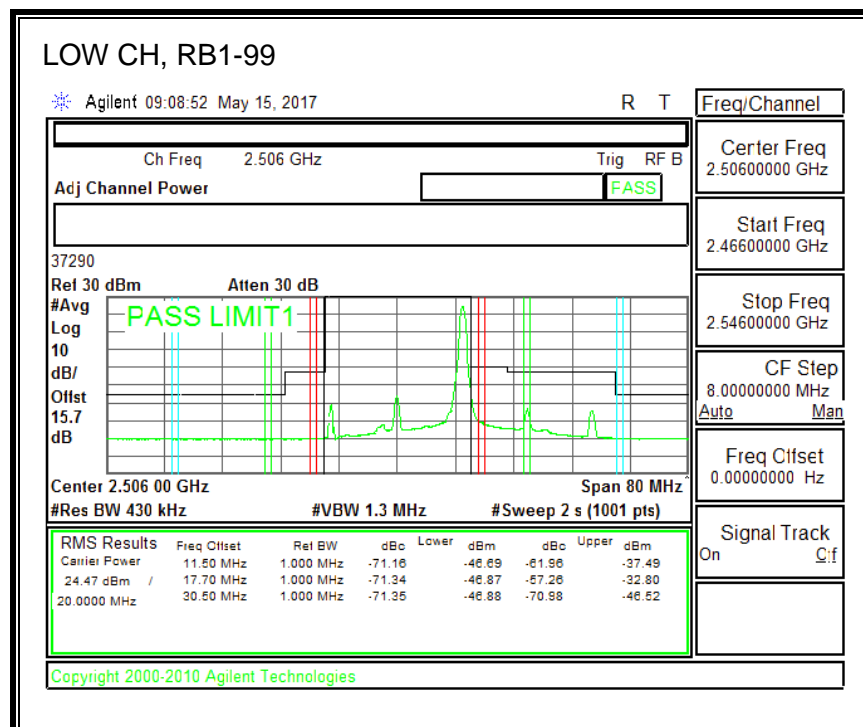 LOW CH, RB1-99
Agilent 09:08:52 May 15, 2017 R T
Freq/Channel
Ch Freq 2.506 GHz Trig RF B
Adj Channel Power PASS
Center Freq
2.50600000 GHz
Start Freq
2.46600000 GHz
37290
Ref 30 dBm Atten 30 dB
#Avg
Log
10
dB/
Offst
15.7
dB
PASS LIMIT1
Stop Freq
2.54600000 GHz
CF Step
8.00000000 MHz
Auto Man
Freq Offset
0.00000000 Hz
Center 2.506 00 GHz Span 80 MHz
#Res BW 430 kHz #VBW 1.3 MHz #Sweep 2 s (1001 pts)
Signal Track
On Off
RMS Results Freq Offset Ref BW dBc Lower dBm dBc Upper dBm
Carrier Power 11.50 MHz 1.000 MHz -71.16 -46.69 -61.96 -37.49
24.47 dBm / 17.70 MHz 1.000 MHz -71.34 -46.87 -57.26 -32.80
20.0000 MHz 30.50 MHz 1.000 MHz -71.35 -46.88 -70.98 -46.52
Copyright 2000-2010 Agilent Technologies